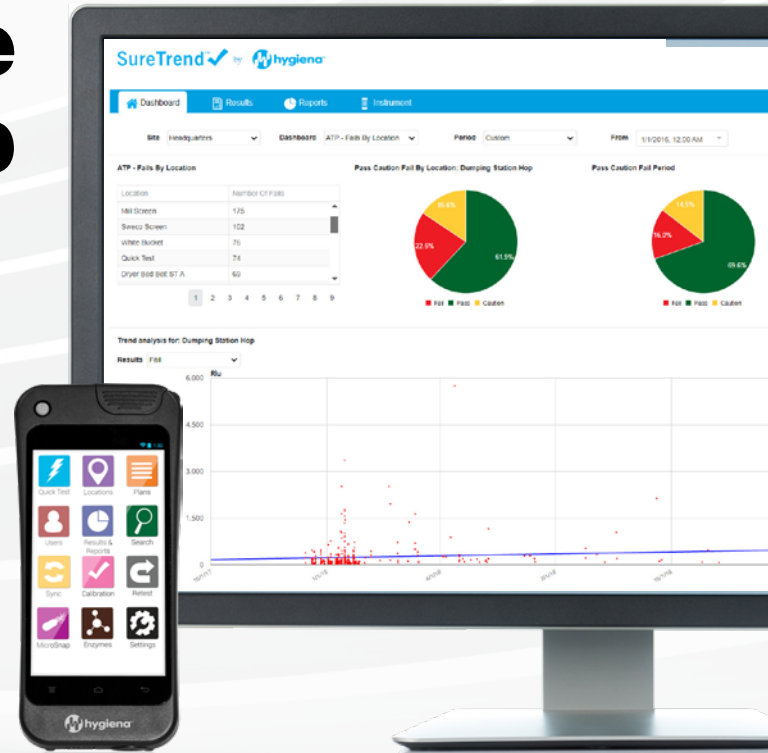 e
SureTrend by hygiena
Dashboard Results Reports Instrument
Site Headquarters Dashboard ATP - Fails By Location Period Custom From 1/1/2016, 12:00 AM
ATP - Fails By Location
Pass Caution Fail By Location: Dumping Station Hop
Pass Caution Fail Period
Location Number Of Fails
Mill Screen 175
Sweco Screen 102
White Bucket
Quick Test 74
Dryer Bed Belt ST A
1 2 3 4 5 6 7 8 9
61.9%
16.0%
Fail Pass Caution
Fail Pass Caution
Trend analysis for: Dumping Station Hop
Results Fail
Rlu
6,000
4,500
3,000
1,500
0
Quick Test Locations Plans
Users Results & Reports Search
Sync Calibration Retest
MicroSnap Enzymes Settings
hygiena